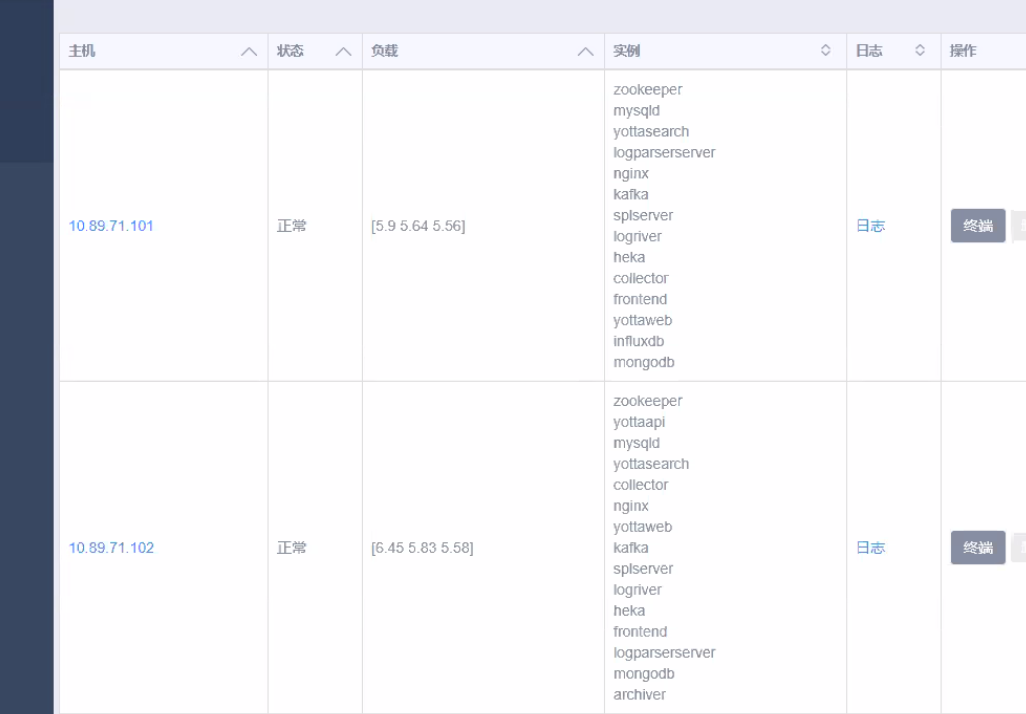 主机 状态 负载 实例 日志 操作
zookeeper
mysqld
yottasearch
logparserserver
nginx
kafka
splserver
10.89.71.101 正常 [5.9 5.64 5.56] 日志 终端
logriver
heka
collector
frontend
yottaweb
influxdb
mongodb
zookeeper
yottaapi
mysqld
yottasearch
collector
nginx
yottaweb
10.89.71.102 正常 [6.45 5.83 5.58] kafka 日志 终端
splserver
logriver
heka
frontend
logparserserver
mongodb
archiver